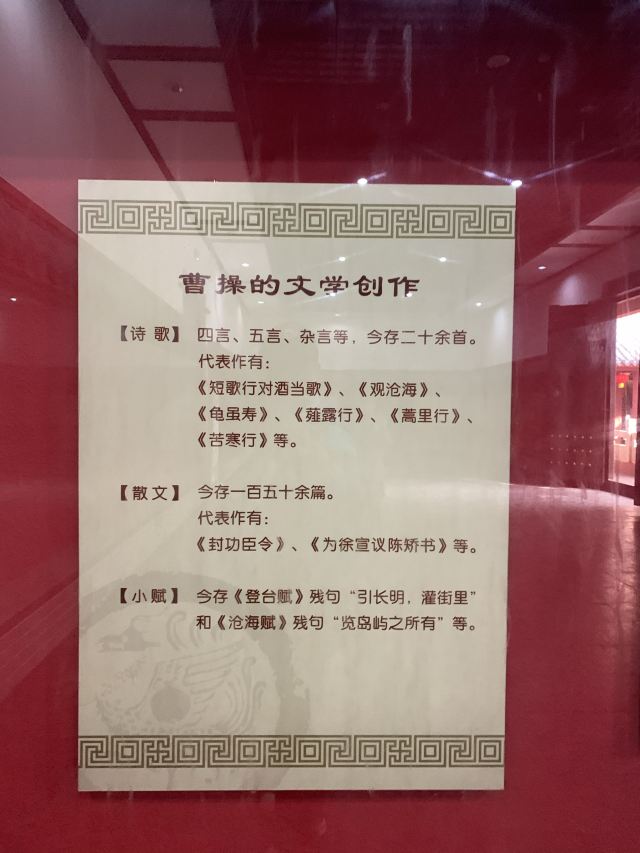 曹操的文学创作
【诗 歌】 四言、五言、杂言等，今存二十余首。
代表作有：
《短歌行对酒当歌》、《观沧海》、
《龟虽寿》、《薤露行》、《蒿里行》、
《苦寒行》等。
【散 文】 今存一百五十余篇。
代表作有：
《封功臣令》、《为徐宣议陈矫书》等。
【小 赋】 今存《登台赋》残句“引长明，灌街里”
和《沧海赋》残句“览岛屿之所有”等。